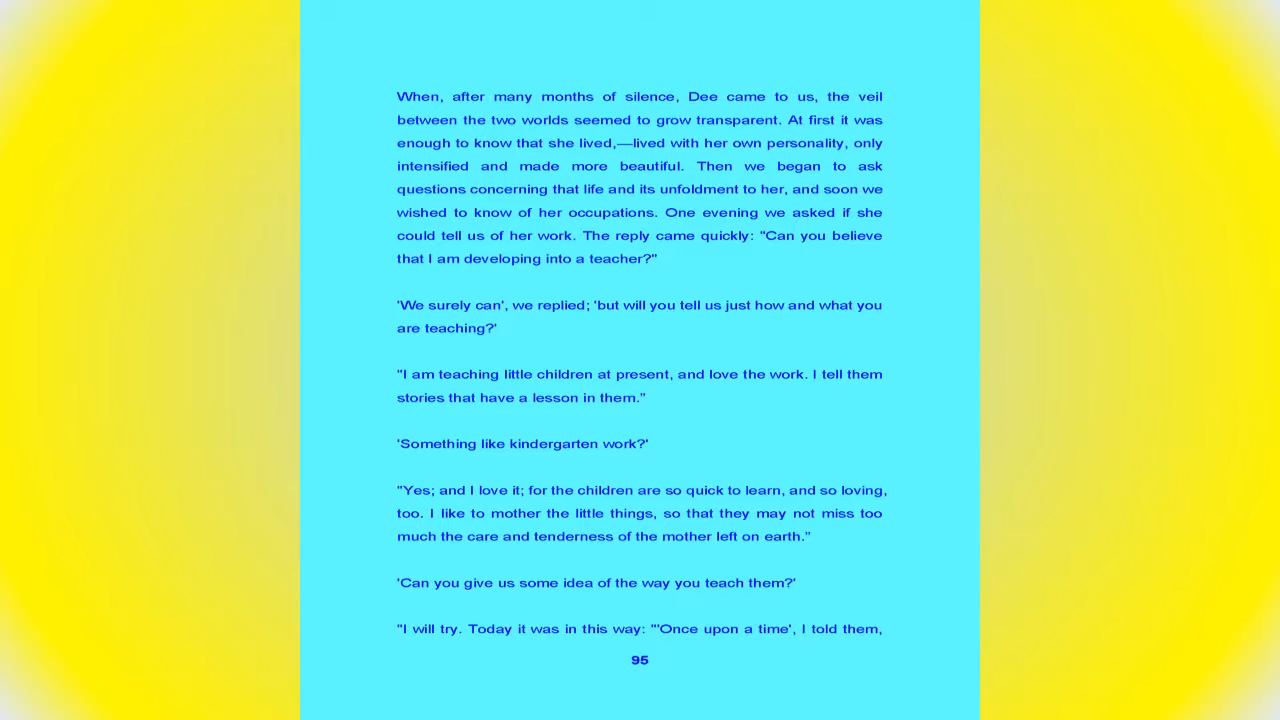 When, after many months of silence, Dee came to us, the veil
between the two worlds seemed to grow transparent. At first it was
enough to know that she lived,—lived with her own personality, only
intensified and made more beautiful. Then we began to ask
questions concerning that life and its unfoldment to her, and soon we
wished to know of her occupations. One evening we asked if she
could tell us of her work. The reply came quickly: "Can you believe
that I am developing into a teacher?"
'We surely can', we replied; 'but will you tell us just how and what you
are teaching?'
"I am teaching little children at present, and love the work. I tell them
stories that have a lesson in them."
'Something like kindergarten work?'
"Yes; and I love it; for the children are so quick to learn, and so loving,
too. I like to mother the little things, so that they may not miss too
much the care and tenderness of the mother left on earth."
'Can you give us some idea of the way you teach them?'
"I will try. Today it was in this way: "'Once upon a time', I told them,
95